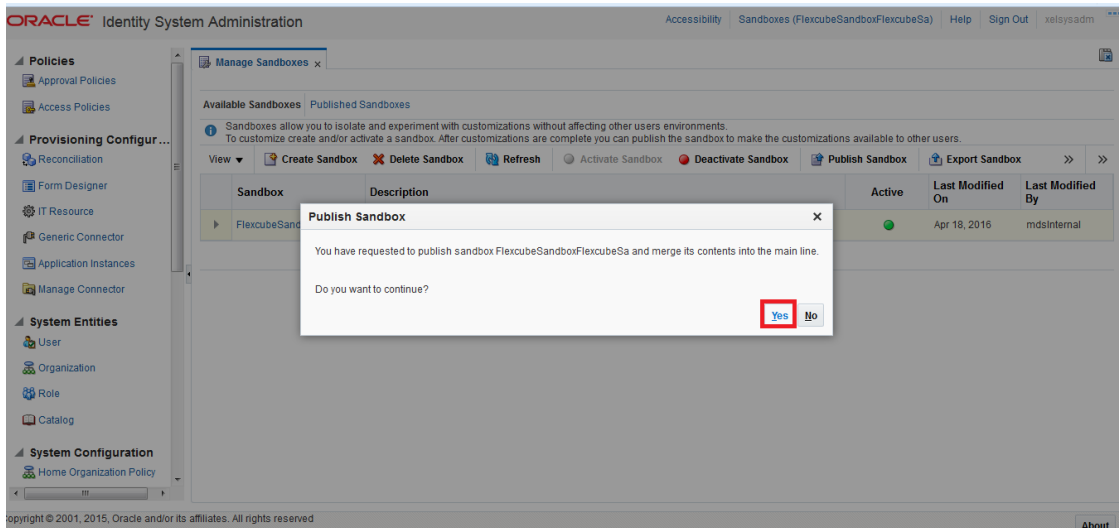 ORACLE® Identity System Administration
Accessibility Sandboxes (FlexcubeSandboxFlexcubeSa) Help Sign Out xelsysadm
Policies
Approval Policies
Access Policies
Provisioning Configur...
Reconciliation
Form Designer
IT Resource
Generic Connector
Application Instances
Manage Connector
System Entities
User
Organization
Role
Catalog
System Configuration
Home Organization Policy
Manage Sandboxes x
Available Sandboxes Published Sandboxes
Sandboxes allow you to isolate and experiment with customizations without affecting other users environments.
To customize create and/or activate a sandbox. After customizations are complete you can publish the sandbox to make the customizations available to other users.
View Create Sandbox Delete Sandbox Refresh Activate Sandbox Deactivate Sandbox Publish Sandbox Export Sandbox » »
Sandbox Description Active Last Modified On Last Modified By
FlexcubeSand Apr 18, 2016 mdsInternal
Publish Sandbox x
You have requested to publish sandbox FlexcubeSandboxFlexcubeSa and merge its contents into the main line.
Do you want to continue?
Yes No
opyright © 2001, 2015, Oracle and/or its affiliates. All rights reserved
About